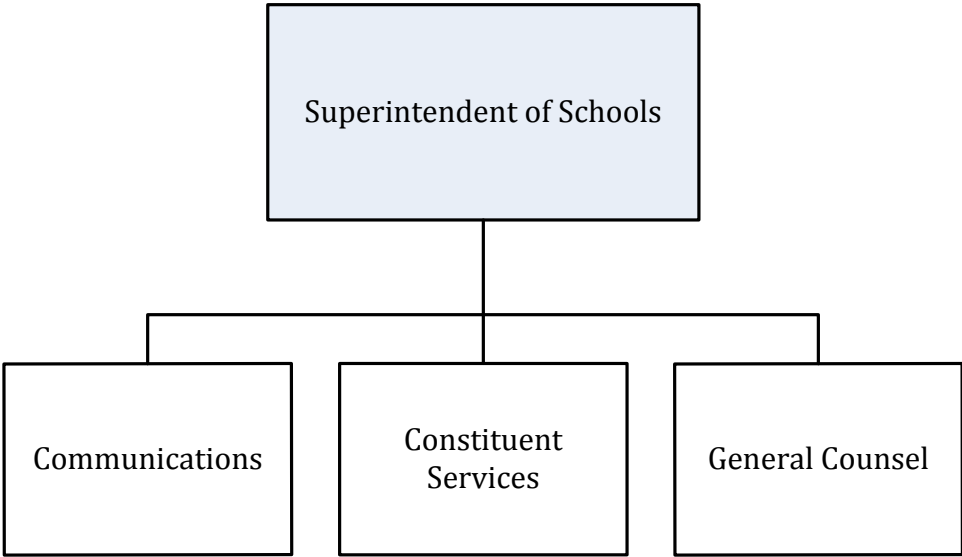 Superintendent of Schools
Communications
Constituent
Services
General Counsel